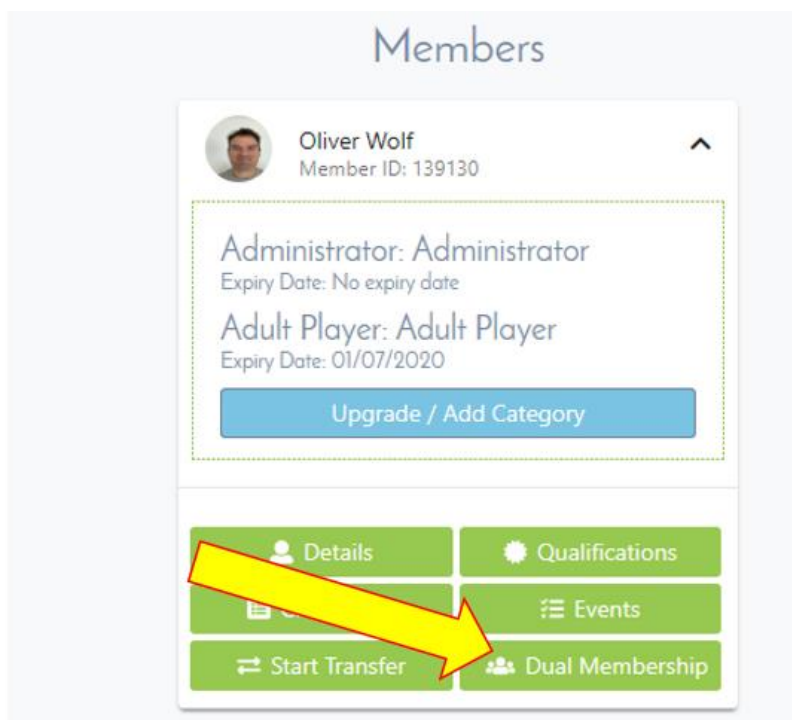 Members
Oliver Wolf
Member ID: 139130
Administrator: Administrator
Expiry Date: No expiry date
Adult Player: Adult Player
Expiry Date: 01/07/2020
Upgrade / Add Category
Details
Qualifications
Events
Start Transfer
Dual Membership